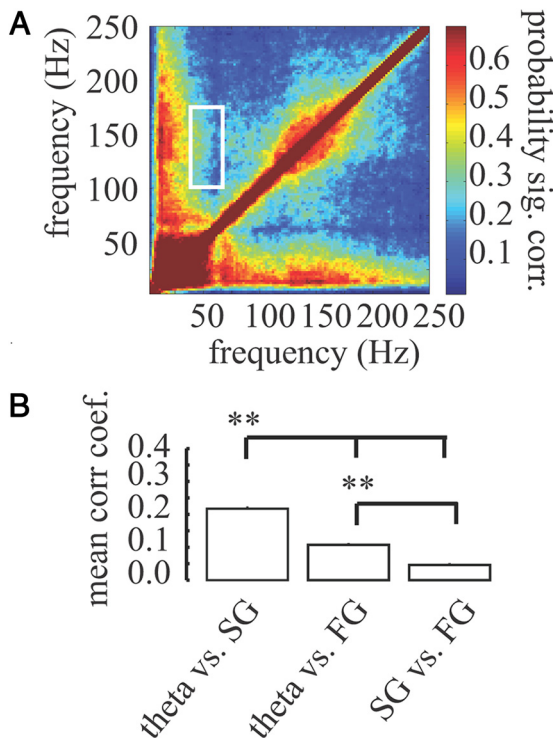 A
frequency (Hz)
250
200
150
100
50
50 100 150 200 250
frequency (Hz)
0.6
0.5
0.4
0.3
0.2
0.1
probability sig. corr.
B
mean corr coef.
0.4
0.3
0.2
0.1
0.0
**
**
theta vs. SG
theta vs. FG
SG vs. FG